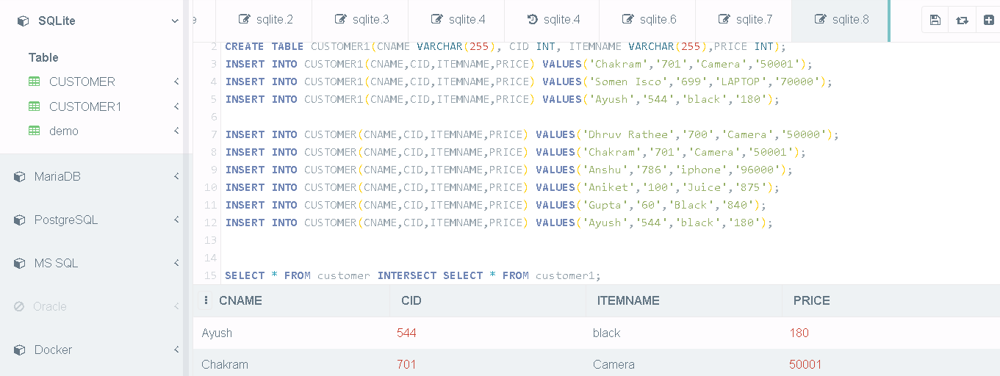 SQLite
Table
CUSTOMER
CUSTOMER1
demo
MariaDB
PostgreSQL
MS SQL
Oracle
Docker
e sqlite.2 sqlite.3 sqlite.4 sqlite.4 sqlite.6 sqlite.7 sqlite.8
2 CREATE TABLE CUSTOMER1(CNAME VARCHAR(255), CID INT, ITEMNAME VARCHAR(255),PRICE INT);
3 INSERT INTO CUSTOMER1(CNAME,CID,ITEMNAME,PRICE) VALUES('Chakram','701','Camera','50001');
4 INSERT INTO CUSTOMER1(CNAME,CID,ITEMNAME,PRICE) VALUES('Somen Isco','699','LAPTOP','70000');
5 INSERT INTO CUSTOMER1(CNAME,CID,ITEMNAME,PRICE) VALUES('Ayush','544','black','180');
6
7 INSERT INTO CUSTOMER(CNAME,CID,ITEMNAME,PRICE) VALUES('Dhruv Rathee','700','Camera','50000');
8 INSERT INTO CUSTOMER(CNAME,CID,ITEMNAME,PRICE) VALUES('Chakram','701','Camera','50001');
9 INSERT INTO CUSTOMER(CNAME,CID,ITEMNAME,PRICE) VALUES('Anshu','786','iphone','96000');
10 INSERT INTO CUSTOMER(CNAME,CID,ITEMNAME,PRICE) VALUES('Aniket','100','Juice','875');
11 INSERT INTO CUSTOMER(CNAME,CID,ITEMNAME,PRICE) VALUES('Gupta','60','Black','840');
12 INSERT INTO CUSTOMER(CNAME,CID,ITEMNAME,PRICE) VALUES('Ayush','544','black','180');
13
14
15 SELECT * FROM customer INTERSECT SELECT * FROM customer1;
CNAME CID ITEMNAME PRICE
Ayush 544 black 180
Chakram 701 Camera 50001